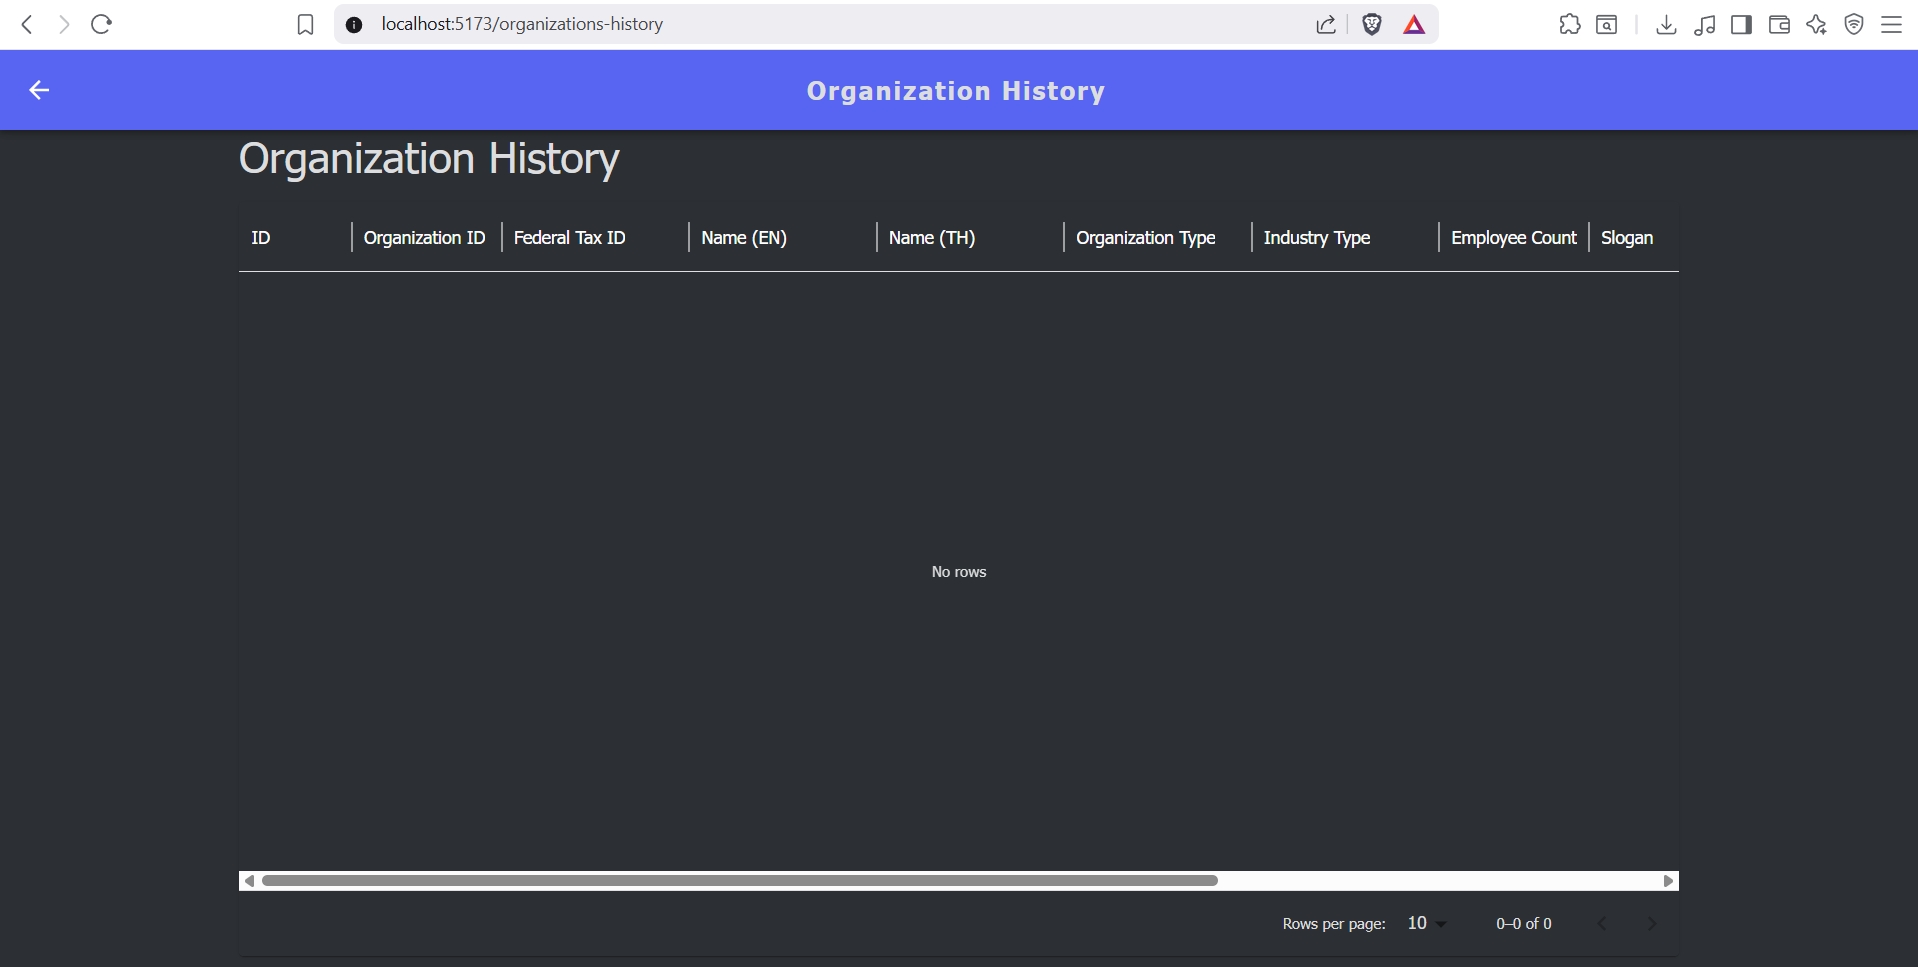 localhost:5173/organizations-history
Organization History
Organization History
ID Organization ID Federal Tax ID Name (EN) Name (TH) Organization Type Industry Type Employee Count Slogan
No rows
Rows per page: 10 0–0 of 0